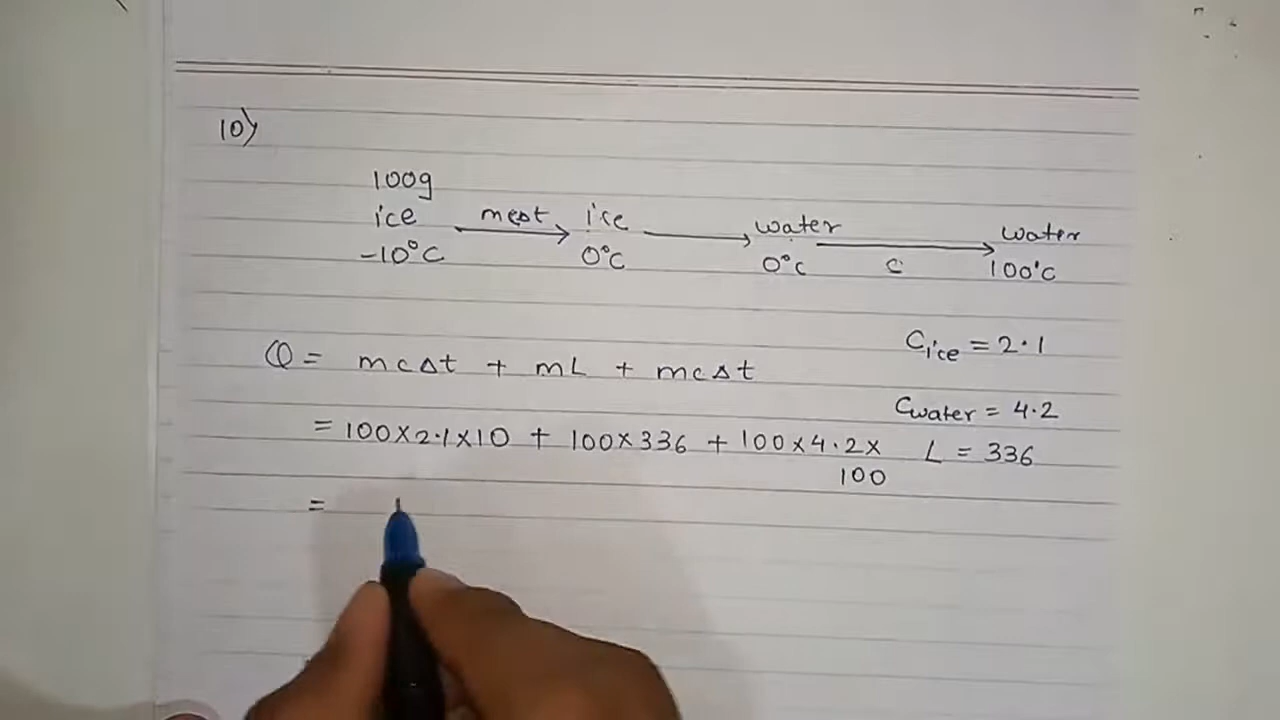 10)
100g
ice mcΔt ice water water
-10°C 0°C 0°c c 100°c
Cice = 2.1
Q = mcΔt + mL + mcΔt
Cwater = 4.2
= 100×2.1×10 + 100×336 + 100×4.2× L = 336
100
=